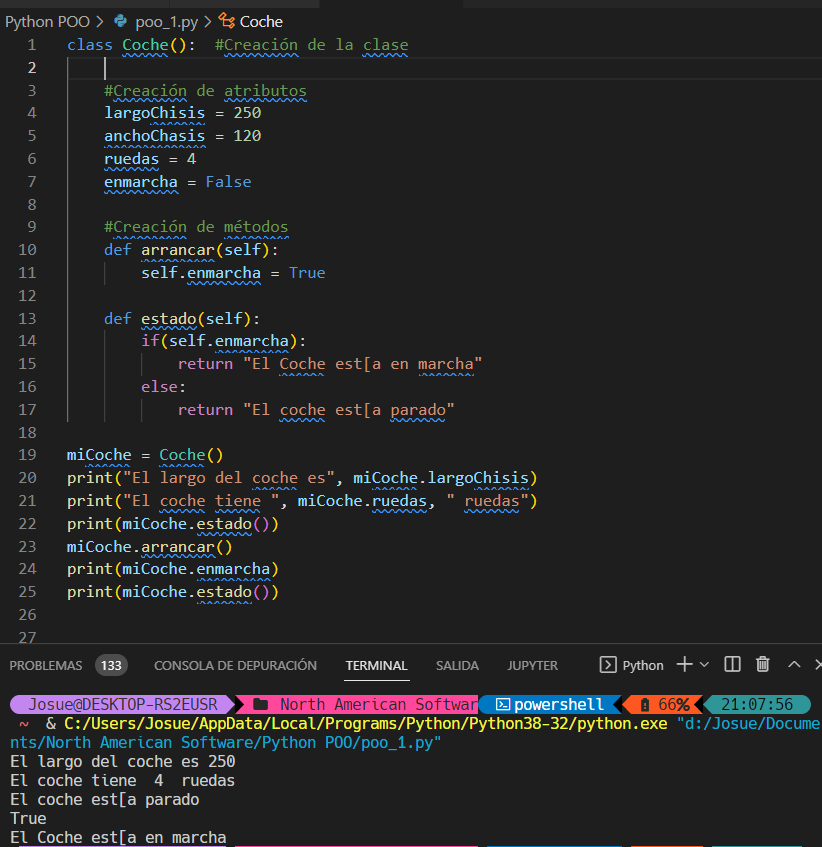 Python POO > poo_1.py > Coche
1 class Coche():  #Creación de la clase
2
3     #Creación de atributos
4     largoChisis = 250
5     anchoChasis = 120
6     ruedas = 4
7     enmarcha = False
8
9     #Creación de métodos
10     def arrancar(self):
11         self.enmarcha = True
12
13     def estado(self):
14         if(self.enmarcha):
15             return "El Coche est[a en marcha"
16         else:
17             return "El coche est[a parado"
18
19 miCoche = Coche()
20 print("El largo del coche es", miCoche.largoChisis)
21 print("El coche tiene ", miCoche.ruedas, " ruedas")
22 print(miCoche.estado())
23 miCoche.arrancar()
24 print(miCoche.enmarcha)
25 print(miCoche.estado())
26
27
PROBLEMAS 133 CONSOLA DE DEPURACIÓN TERMINAL SALIDA JUPYTER Python
Josue@DESKTOP-RS2EUSR North American Softwar powershell 66% 21:07:56
~ & C:/Users/Josue/AppData/Local/Programs/Python/Python38-32/python.exe "d:/Josue/Docume
nts/North American Software/Python POO/poo_1.py"
El largo del coche es 250
El coche tiene  4  ruedas
El coche est[a parado
True
El Coche est[a en marcha